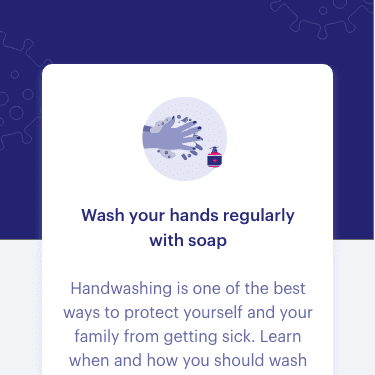 Wash your hands regularly
with soap
Handwashing is one of the best
ways to protect yourself and your
family from getting sick. Learn
when and how you should wash